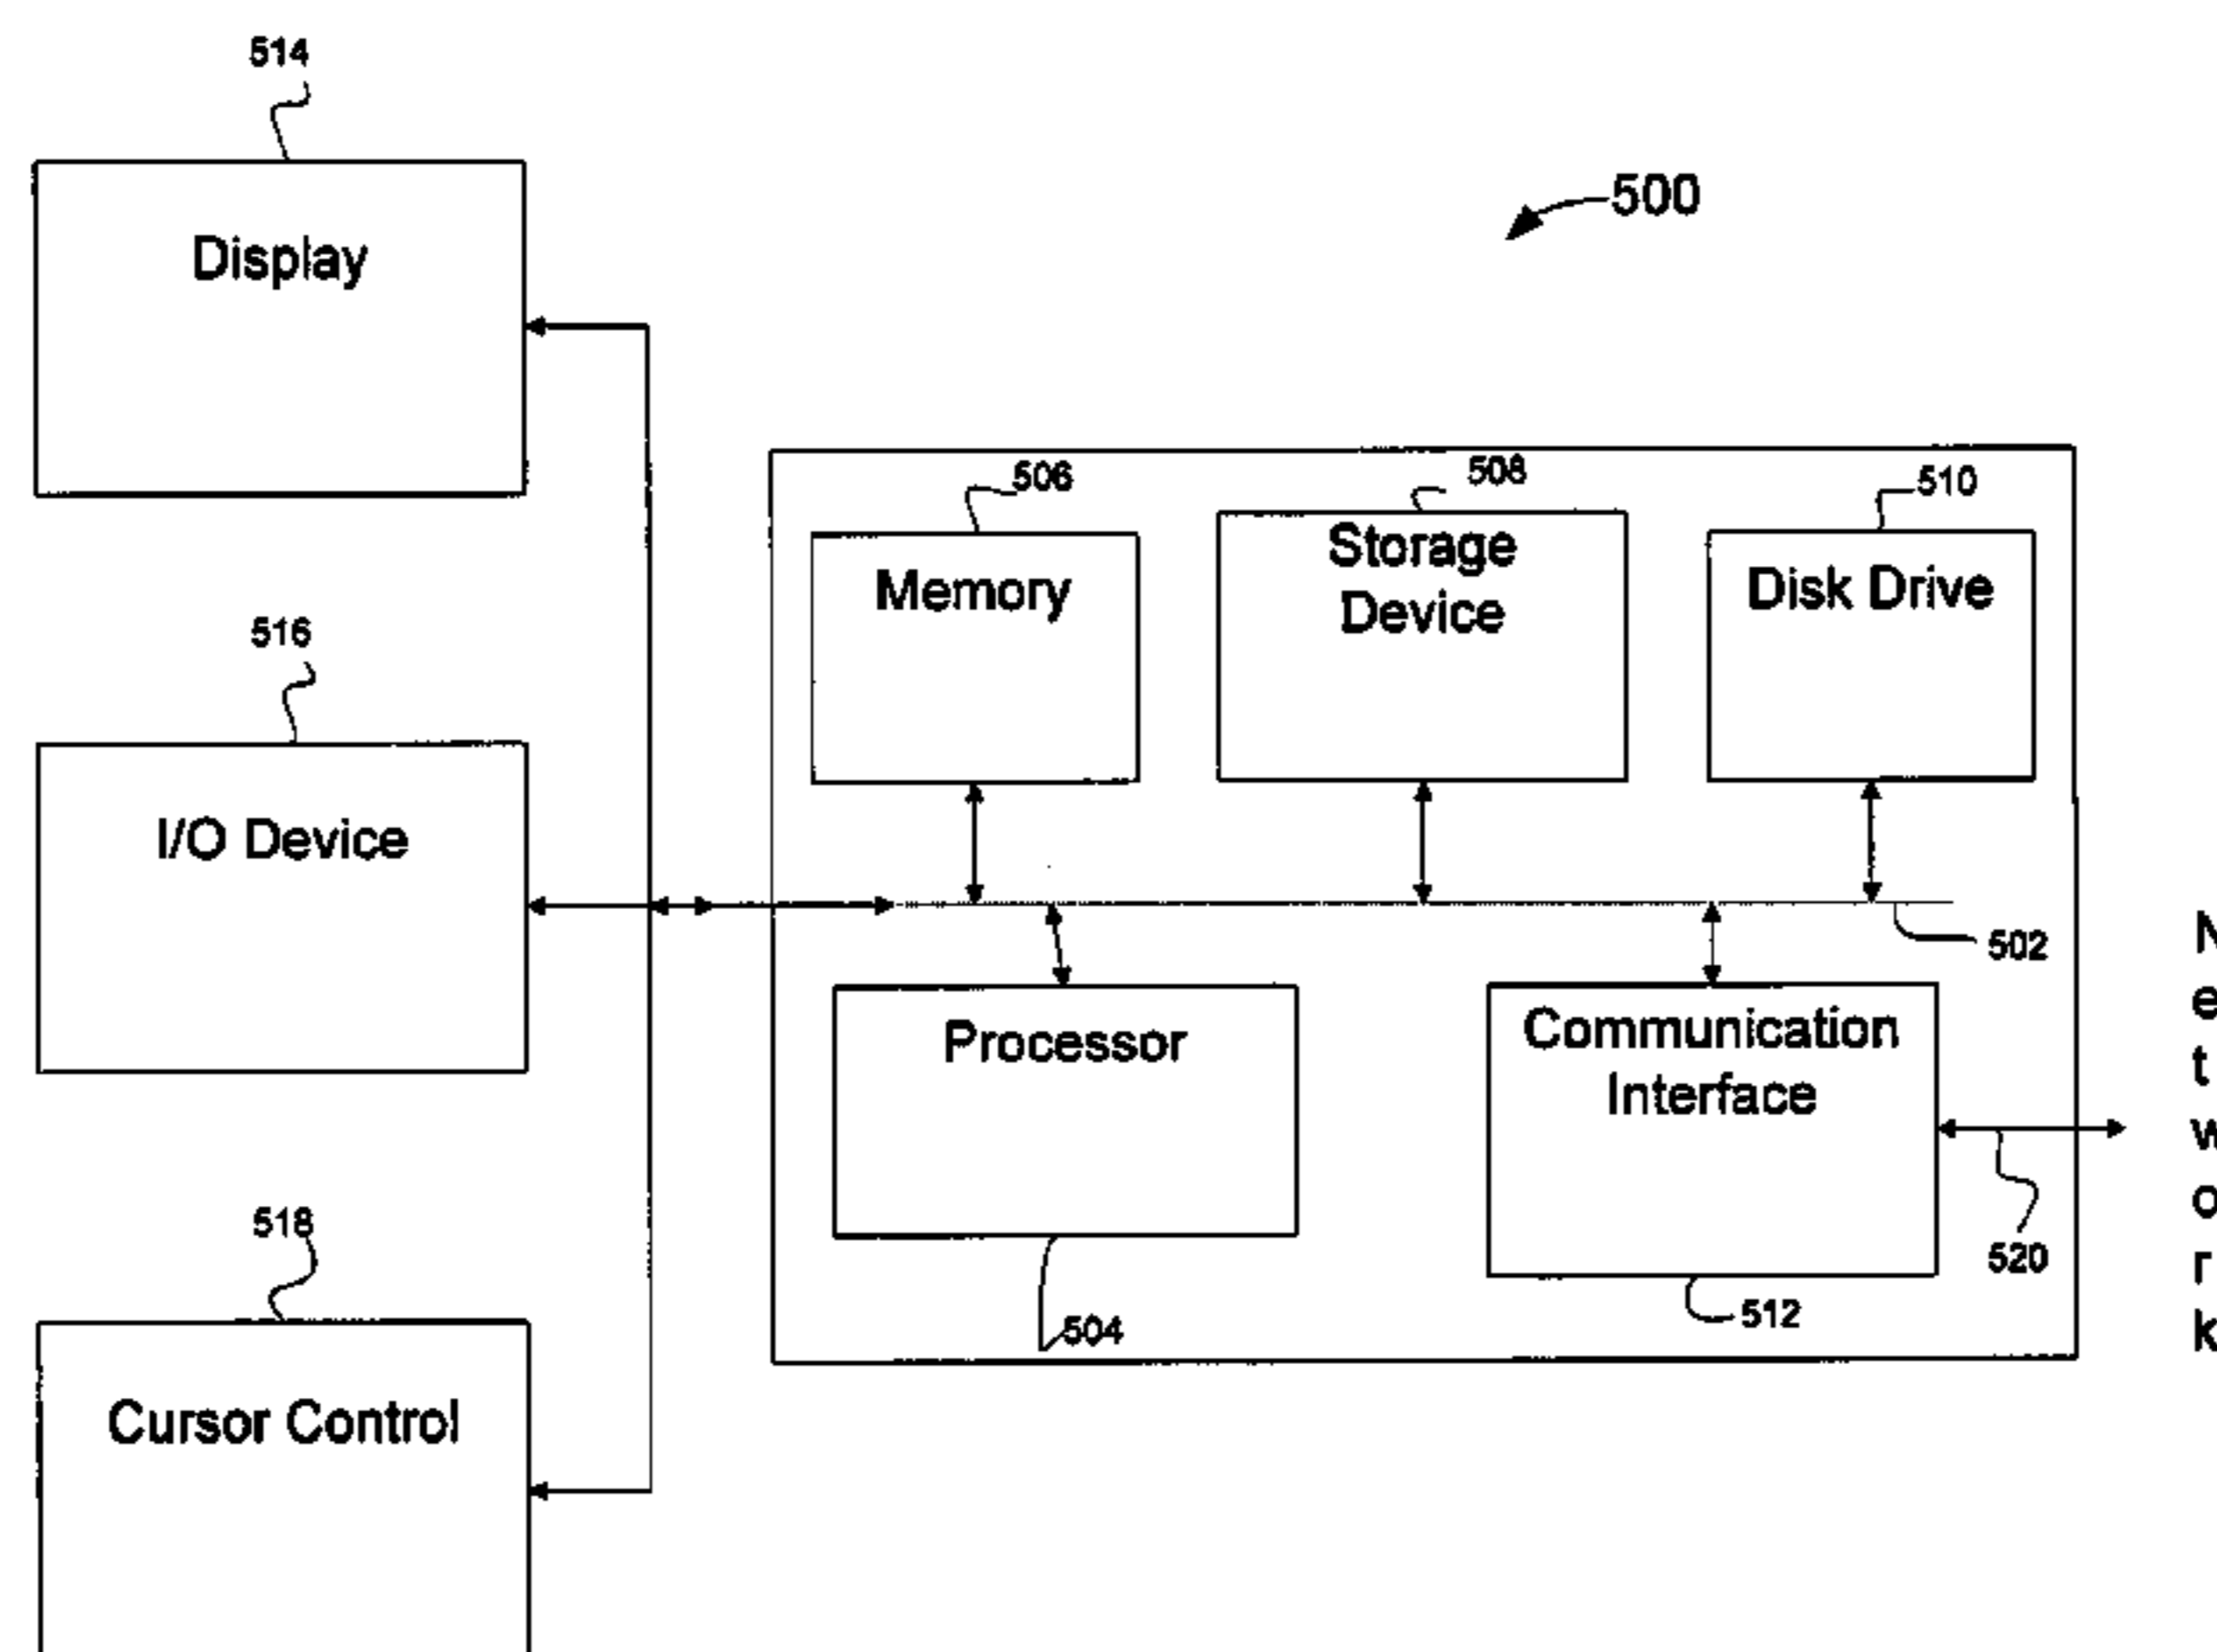 514
Display
500
506
508
510
Memory
Storage
Device
Disk Drive
516
I/O Device
502
Processor
Communication
Interface
520
504
512
518
Cursor Control
Network